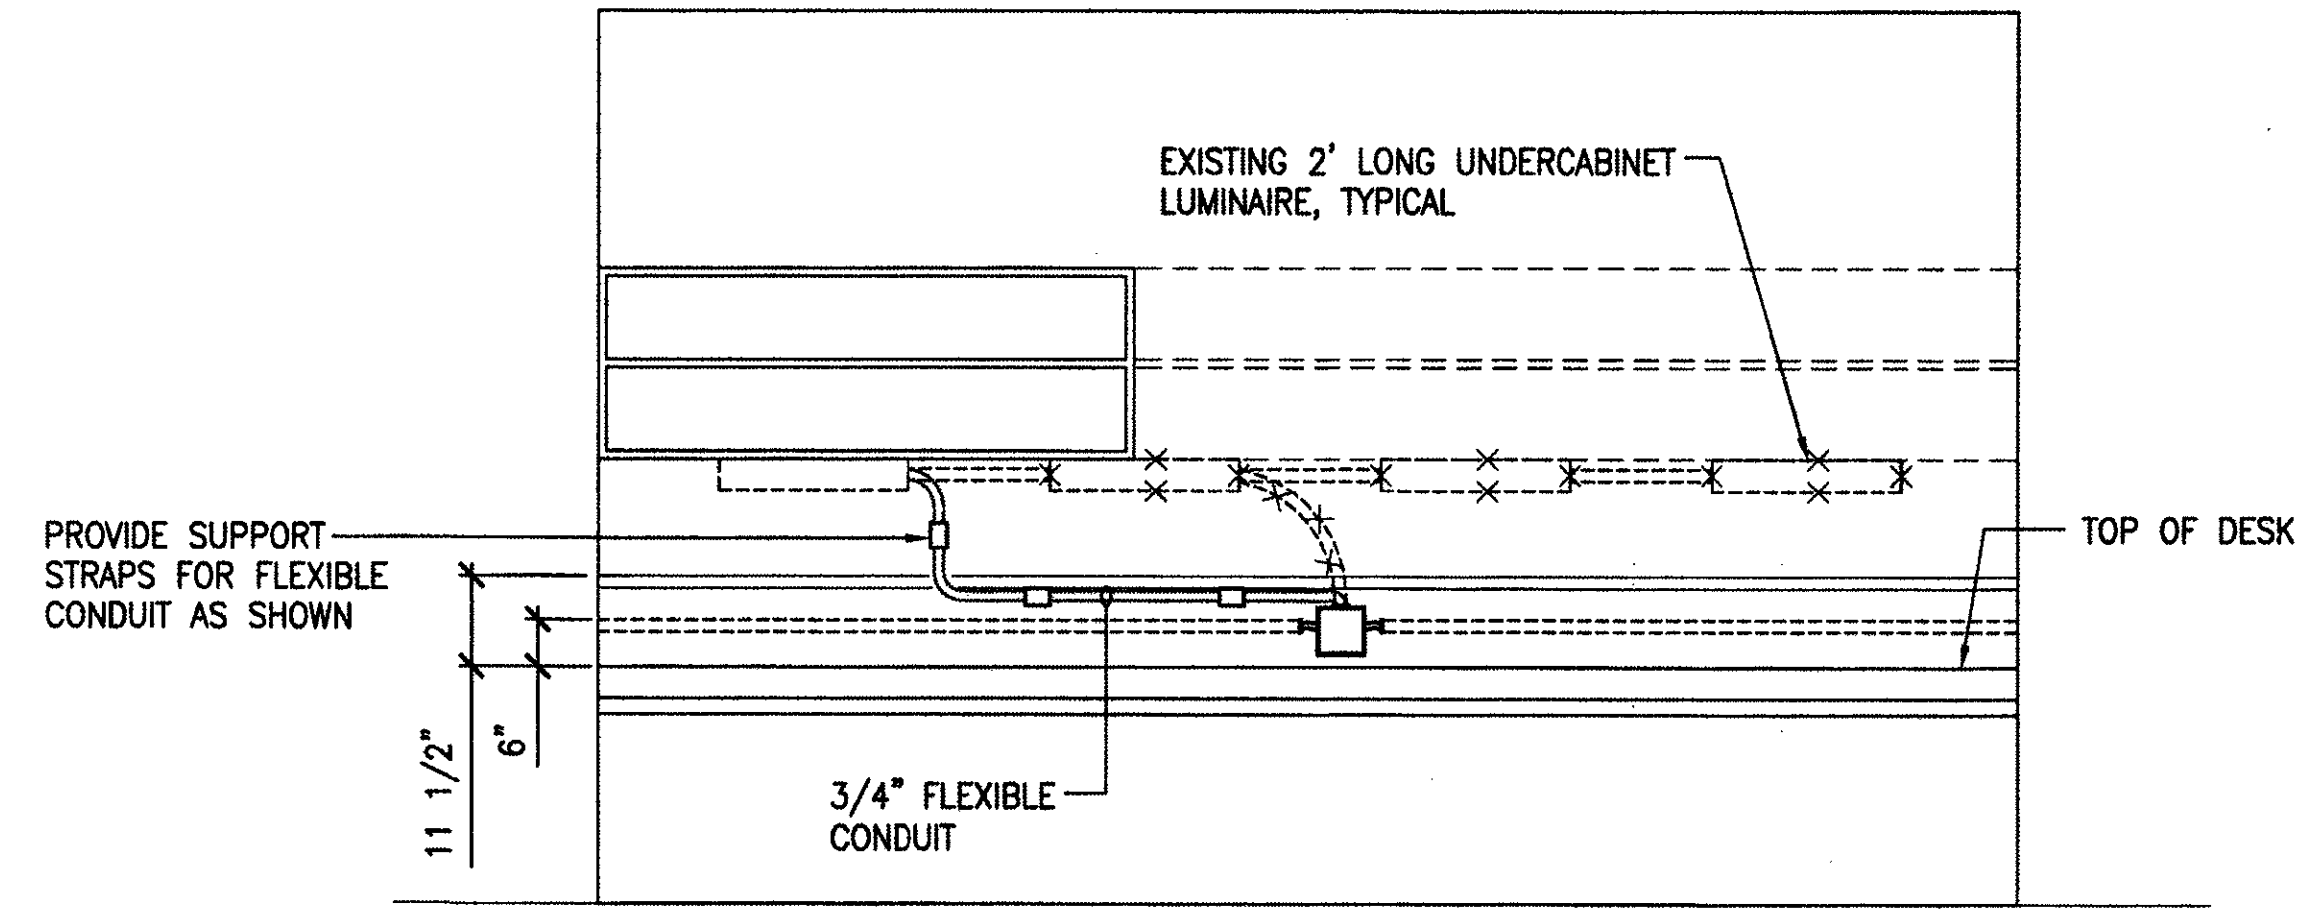 EXISTING 2' LONG UNDERCABINET
LUMINAIRE, TYPICAL
PROVIDE SUPPORT
STRAPS FOR FLEXIBLE
CONDUIT AS SHOWN
TOP OF DESK
11 1/2"
6"
3/4" FLEXIBLE
CONDUIT